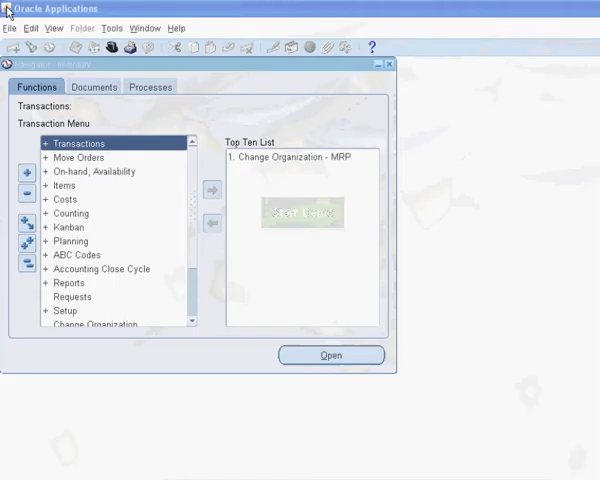 Oracle Applications
File Edit View Folder Tools Window Help
Navigator - Inventory
Functions Documents Processes
Transactions:
Transaction Menu
+ Transactions
+ Move Orders
+ On-hand, Availability
+ Items
+ Costs
+ Counting
+ Kanban
+ Planning
+ ABC Codes
+ Accounting Close Cycle
+ Reports
Requests
+ Setup
Change Organization
Top Ten List
1. Change Organization - MRP
Open